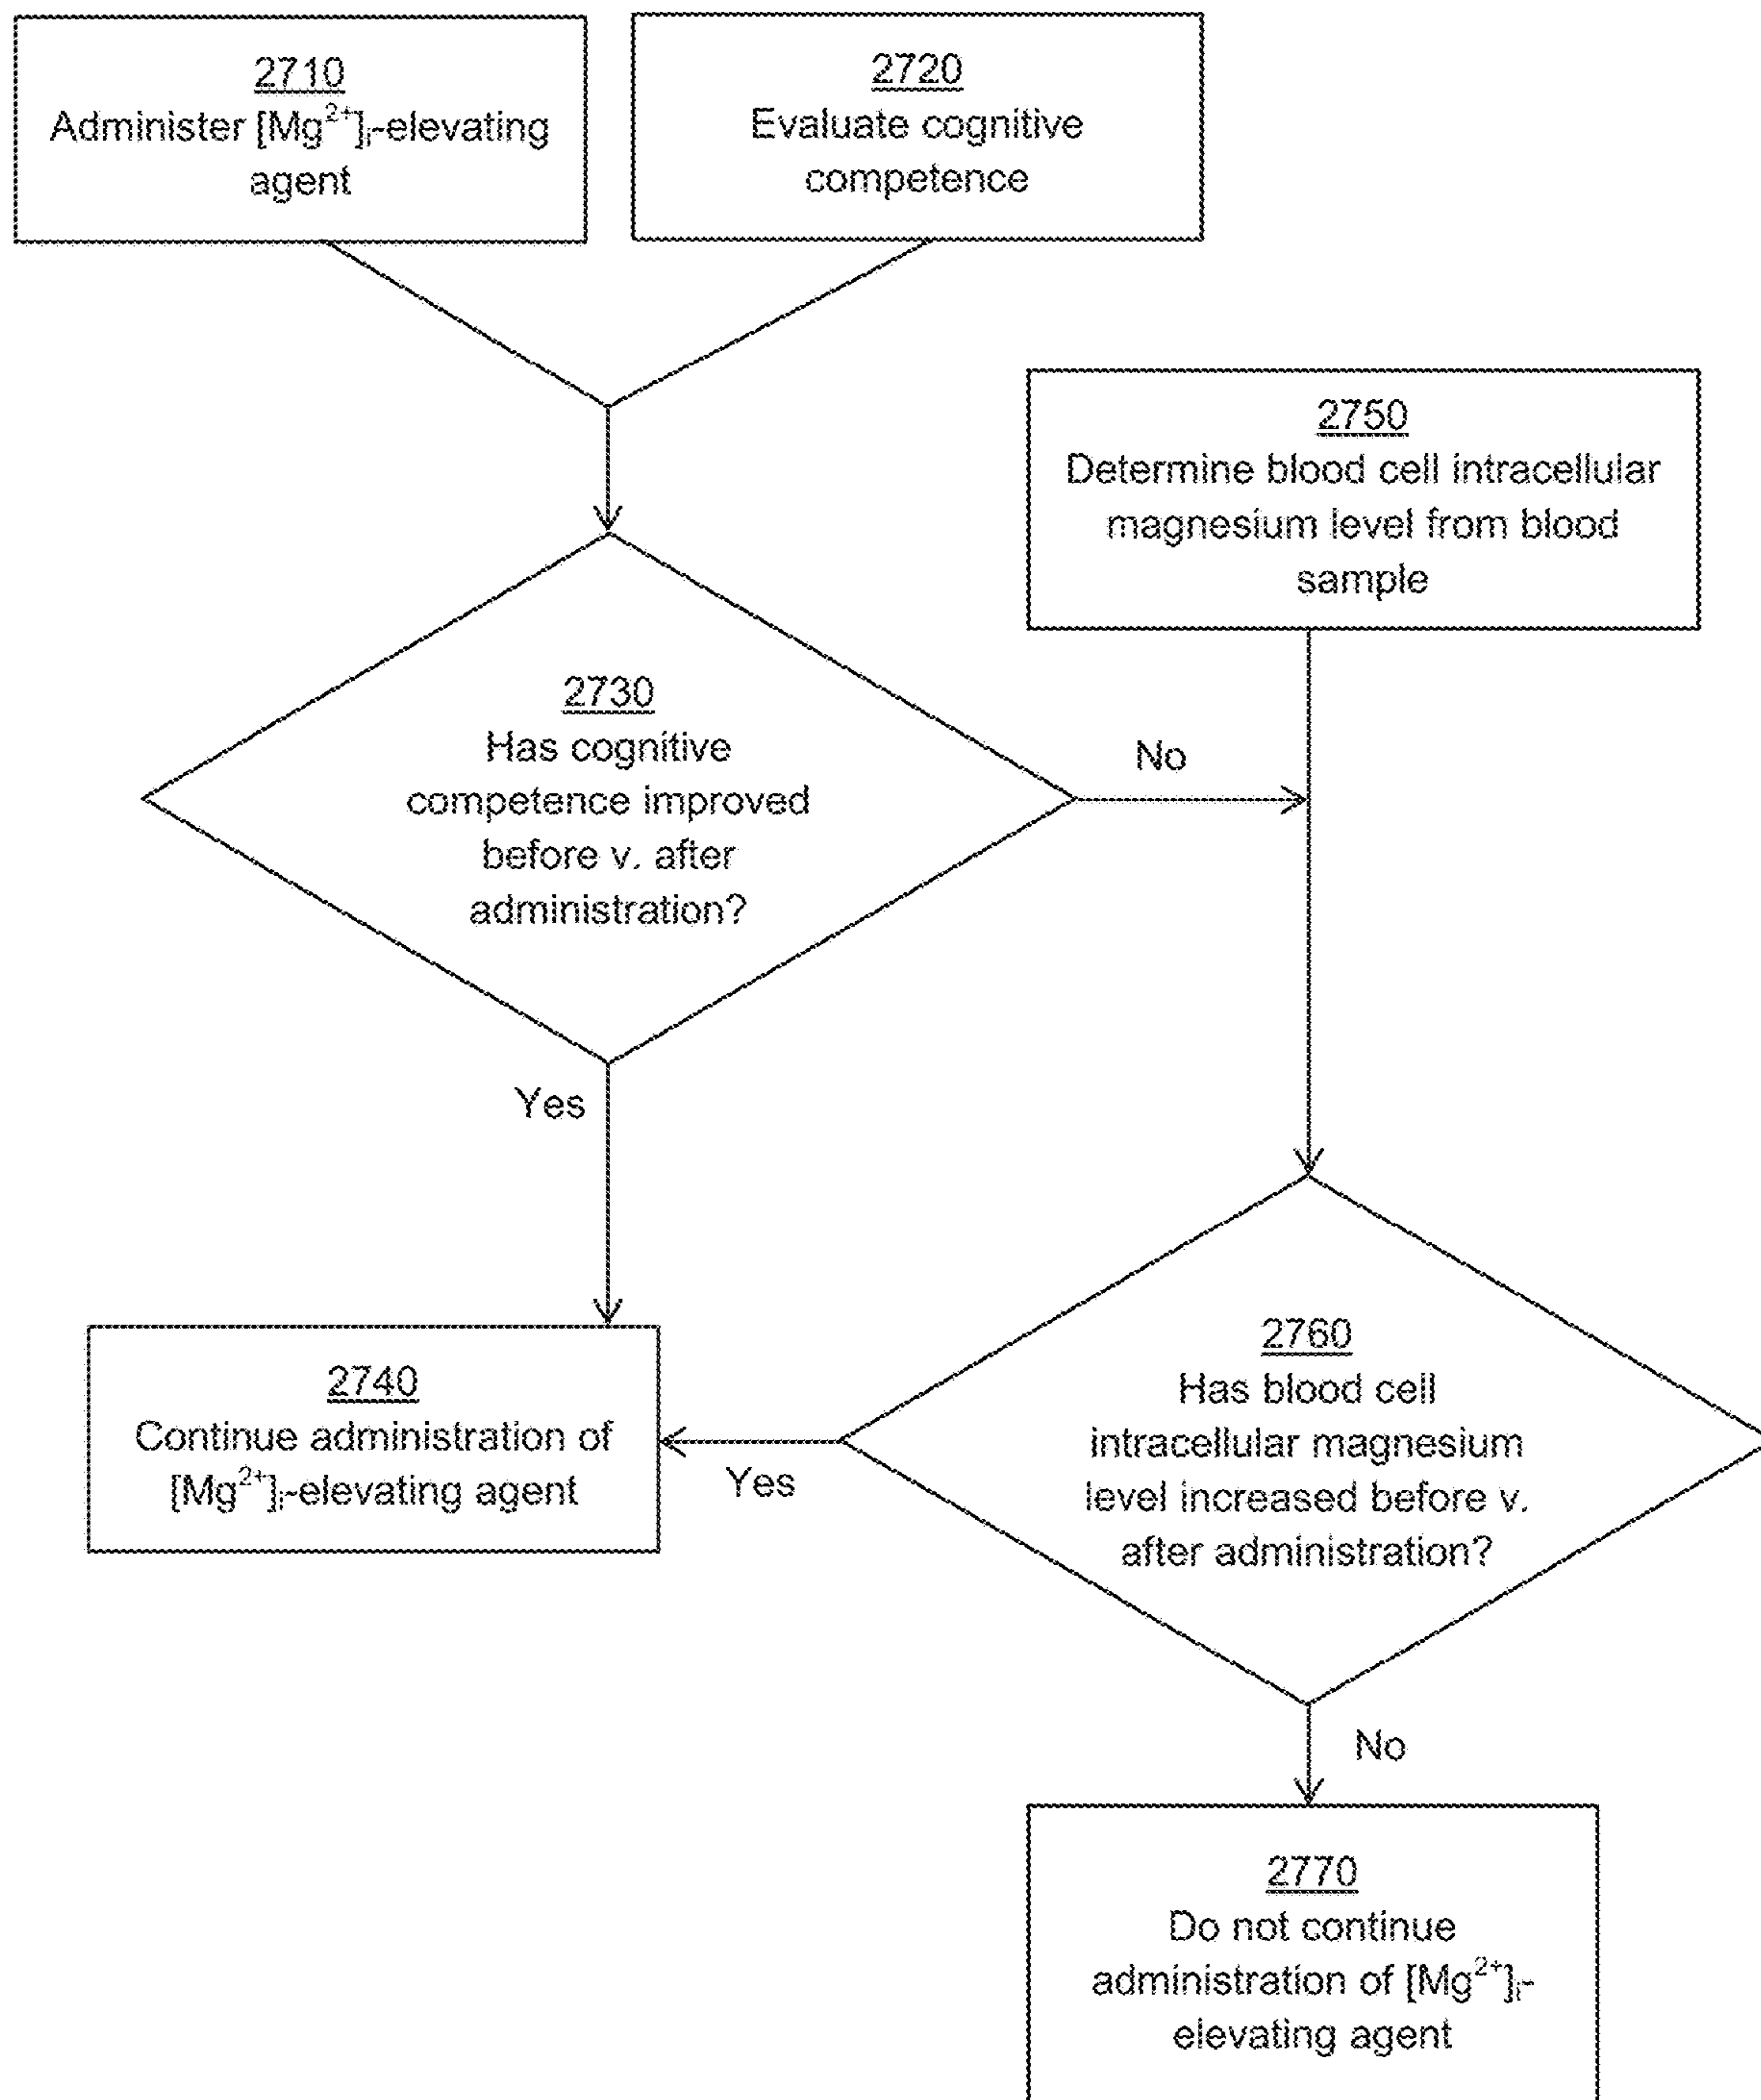 2710
Administer [Mg²⁺]ᵢ-elevating
agent
2720
Evaluate cognitive
competence
2750
Determine blood cell intracellular
magnesium level from blood
sample
2730
Has cognitive
competence improved
before v. after
administration?
No
Yes
2760
Has blood cell
intracellular magnesium
level increased before v.
after administration?
2740
Continue administration of
[Mg²⁺]ᵢ-elevating agent
Yes
No
2770
Do not continue
administration of [Mg²⁺]ᵢ-
elevating agent